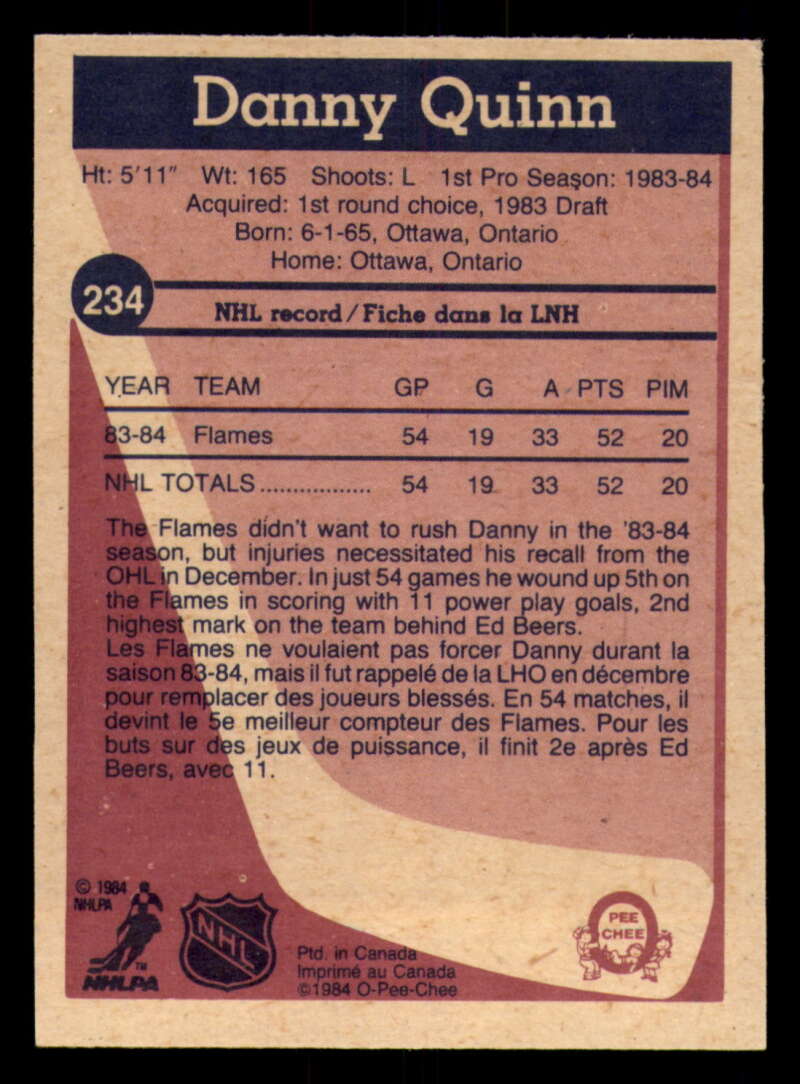 Danny Quinn
Ht: 5'11" Wt: 165 Shoots: L 1st Pro Season: 1983-84
Acquired: 1st round choice, 1983 Draft
Born: 6-1-65, Ottawa, Ontario
Home: Ottawa, Ontario
234
NHL record/Fiche dans la LNH
YEAR TEAM GP G A PTS PIM
83-84 Flames 54 19 33 52 20
NHL TOTALS................. 54 19 33 52 20
The Flames didn't want to rush Danny in the '83-84
season, but injuries necessitated his recall from the
OHL in December. In just 54 games he wound up 5th on
the Flames in scoring with 11 power play goals, 2nd
highest mark on the team behind Ed Beers.
Les Flames ne voulaient pas forcer Danny durant la
saison 83-84, mais il fut rappelé de la LHO en décembre
pour remplacer des joueurs blessés. En 54 matches, il
devint le 5e meilleur compteur des Flames. Pour les
buts sur des jeux de puissance, il finit 2e après Ed
Beers, avec 11.
© 1984
NHLPA
TM
NHLPA
NHL
Ptd. in Canada
Imprimé au Canada
©1984 O-Pee-Chee
PEE
CHEE